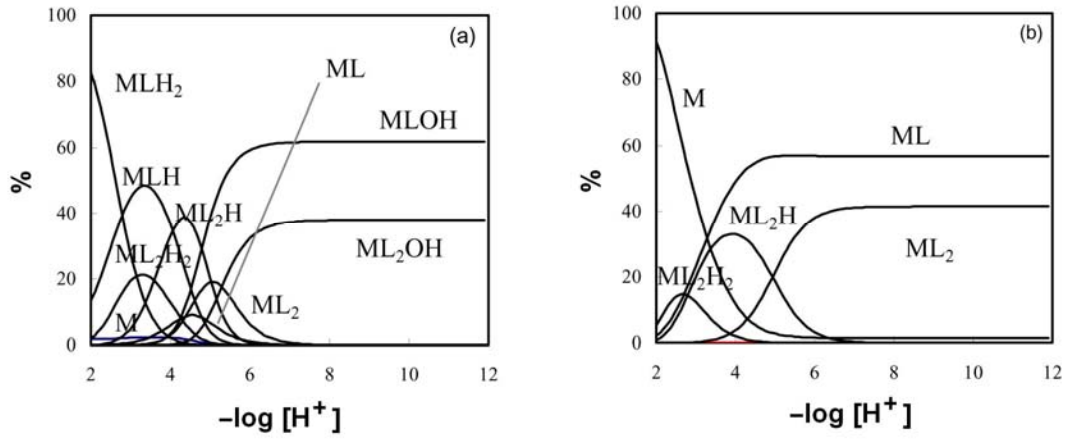 100
80
60
40
20
0
%
(a)
MLH₂
MLH
ML₂H
ML₂H₂
M
ML
MLOH
ML₂OH
ML₂
2 4 6 8 10 12
–log [H⁺]
100
80
60
40
20
0
%
(b)
M
ML
ML₂H
ML₂H₂
ML₂
2 4 6 8 10 12
–log [H⁺]